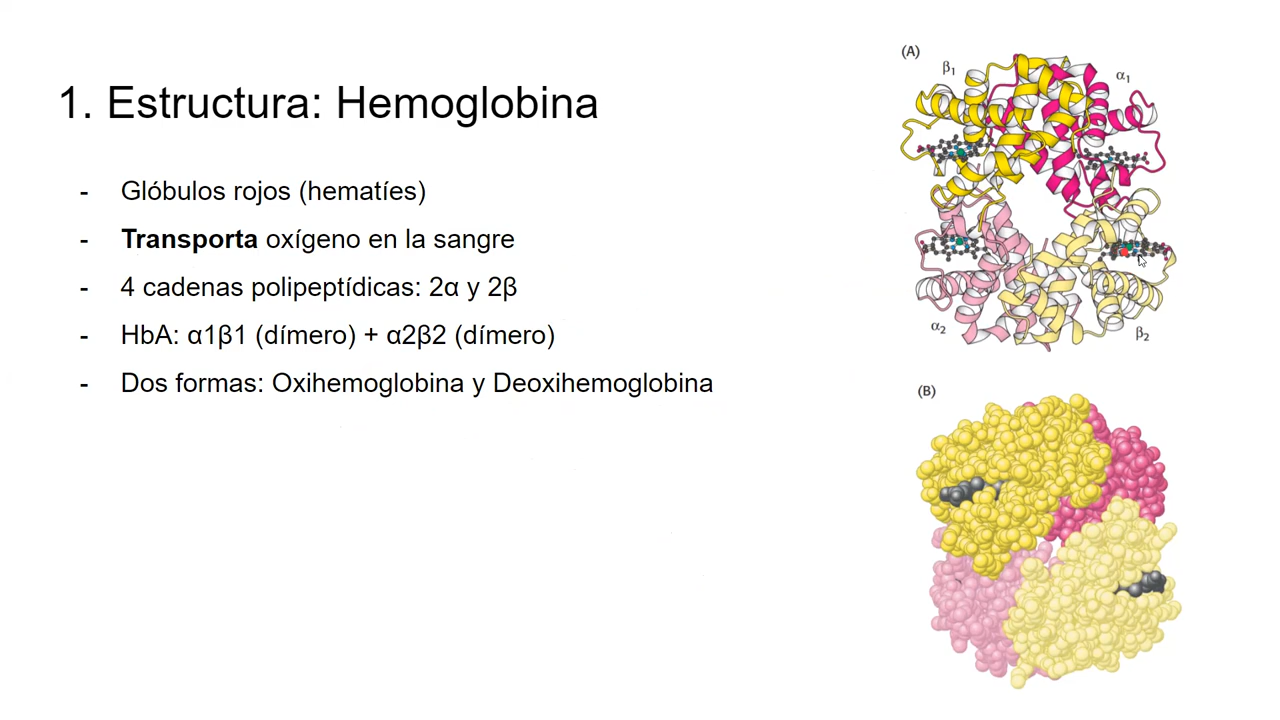 1. Estructura: Hemoglobina
- Glóbulos rojos (hematíes)
- Transporta oxígeno en la sangre
- 4 cadenas polipeptídicas: 2α y 2β
- HbA: α1β1 (dímero) + α2β2 (dímero)
- Dos formas: Oxihemoglobina y Deoxihemoglobina
(A)
β1
α1
α2
β2
(B)